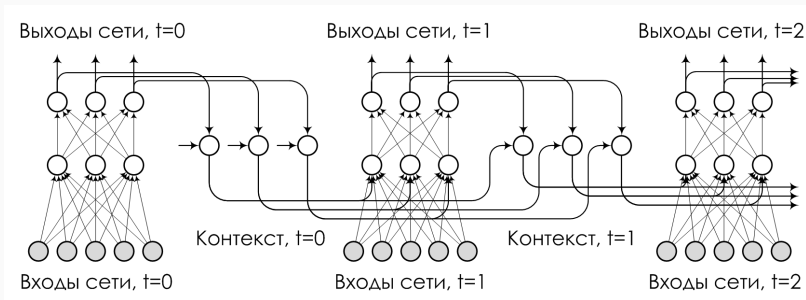 Выходы сети, t=0
Выходы сети, t=1
Выходы сети, t=2
Контекст, t=0
Контекст, t=1
Входы сети, t=0
Входы сети, t=1
Входы сети, t=2